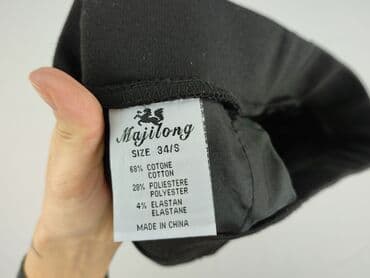 Majilong
SIZE 34/S
68% COTONE
COTTON
28% POLIESTERE
POLYESTER
4% ELASTAN
ELASTANE
MADE IN CHINA